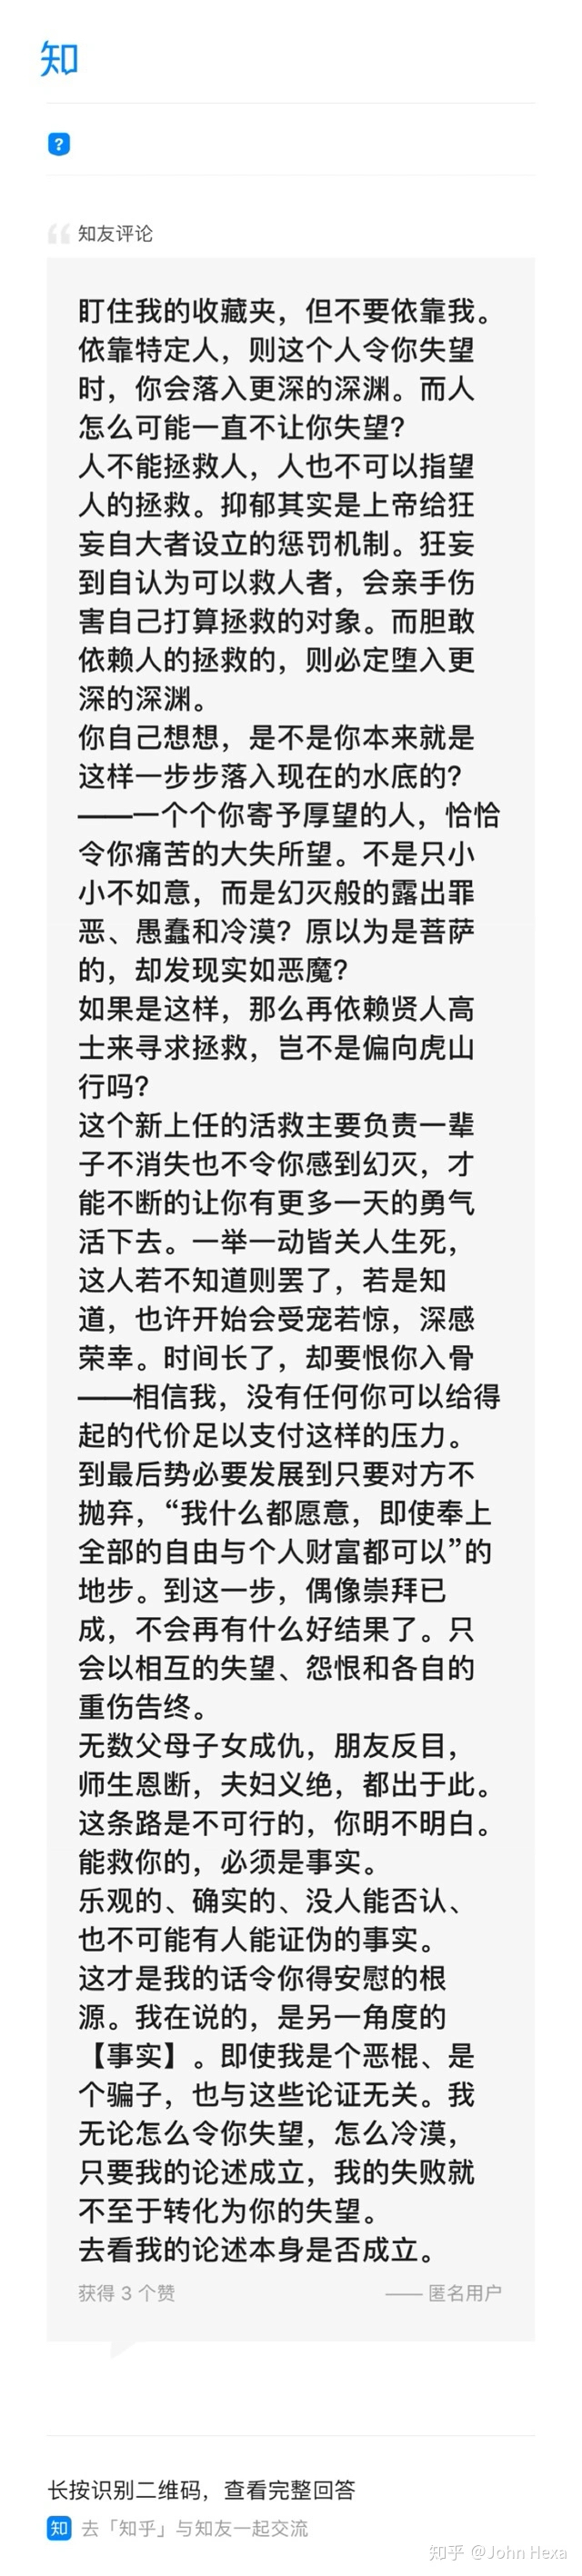 知
?
知友评论
盯住我的收藏夹，但不要依靠我。
依靠特定人，则这个人令你失望
时，你会落入更深的深渊。而人
怎么可能一直不让你失望？
人不能拯救人，人也不可以指望
人的拯救。抑郁其实是上帝给狂
妄自大者设立的惩罚机制。狂妄
到自认为可以救人者，会亲手伤
害自己打算拯救的对象。而胆敢
依赖人的拯救的，则必定堕入更
深的深渊。
你自己想想，是不是你本来就是
这样一步步落入现在的水底的？
——一个个你寄予厚望的人，恰恰
令你痛苦的大失所望。不是只小
小不如意，而是幻灭般的露出罪
恶、愚蠢和冷漠？原以为是菩萨
的，却发现实如恶魔？
如果是这样，那么再依赖贤人高
士来寻求拯救，岂不是偏向虎山
行吗？
这个新上任的活救主要负责一辈
子不消失也不令你感到幻灭，才
能不断的让你有更多一天的勇气
活下去。一举一动皆关人生死，
这人若不知道则罢了，若是知
道，也许开始会受宠若惊，深感
荣幸。时间长了，却要恨你入骨
——相信我，没有任何你可以给得
起的代价足以支付这样的压力。
到最后势必要发展到只要对方不
抛弃，“我什么都愿意，即使奉上
全部的自由与个人财富都可以”的
地步。到这一步，偶像崇拜已
成，不会再有什么好结果了。只
会以相互的失望、怨恨和各自的
重伤告终。
无数父母子女成仇，朋友反目，
师生恩断，夫妇义绝，都出于此。
这条路是不可行的，你明不明白。
能救你的，必须是事实。
乐观的、确实的、没人能否认、
也不可能有人能证伪的事实。
这才是我的话令你得安慰的根
源。我在说的，是另一角度的
【事实】。即使我是个恶棍、是
个骗子，也与这些论证无关。我
无论怎么令你失望，怎么冷漠，
只要我的论述成立，我的失败就
不至于转化为你的失望。
去看我的论述本身是否成立。
获得 3 个赞 —— 匿名用户
长按识别二维码，查看完整回答
知 去「知乎」与知友一起交流
知乎 @John Hexa